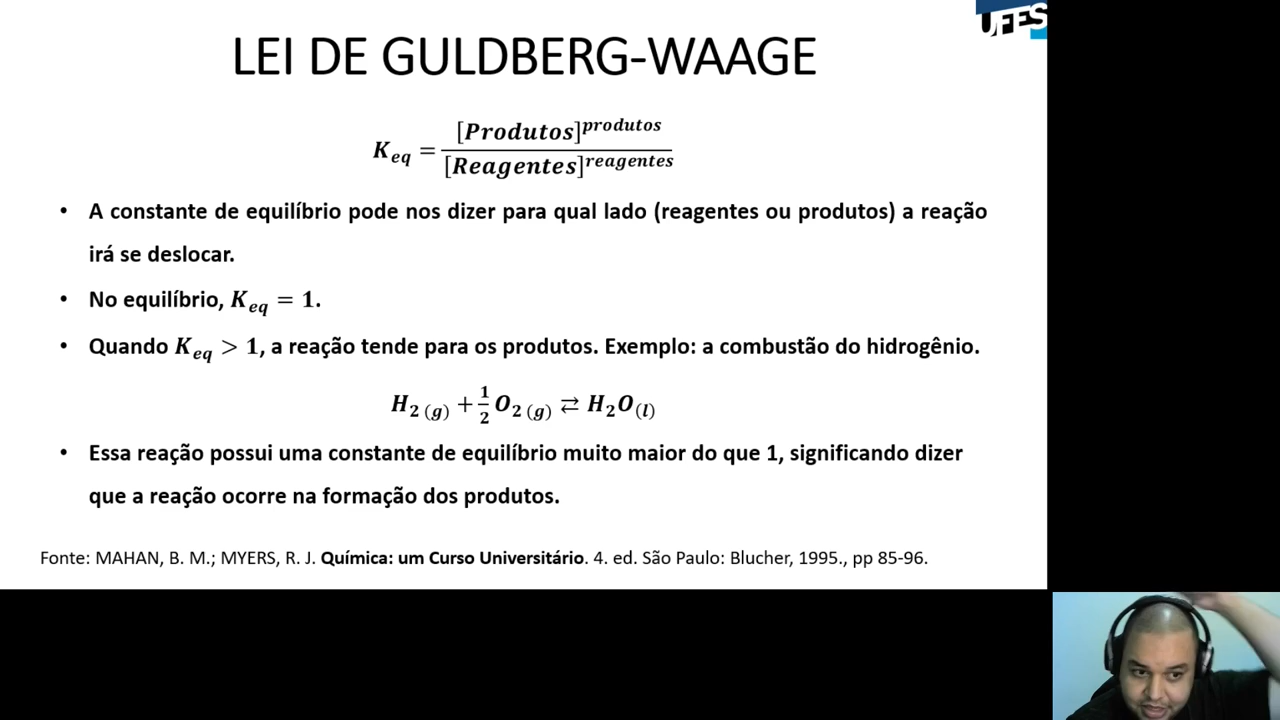 UFES
LEI DE GULDBERG-WAAGE
K_eq = [Produtos]^produtos / [Reagentes]^reagentes
• A constante de equilíbrio pode nos dizer para qual lado (reagentes ou produtos) a reação
irá se deslocar.
• No equilíbrio, K_eq = 1.
• Quando K_eq > 1, a reação tende para os produtos. Exemplo: a combustão do hidrogênio.
H₂ (g) + 1/2 O₂ (g) ⇄ H₂O(l)
• Essa reação possui uma constante de equilíbrio muito maior do que 1, significando dizer
que a reação ocorre na formação dos produtos.
Fonte: MAHAN, B. M.; MYERS, R. J. Química: um Curso Universitário. 4. ed. São Paulo: Blucher, 1995., pp 85-96.